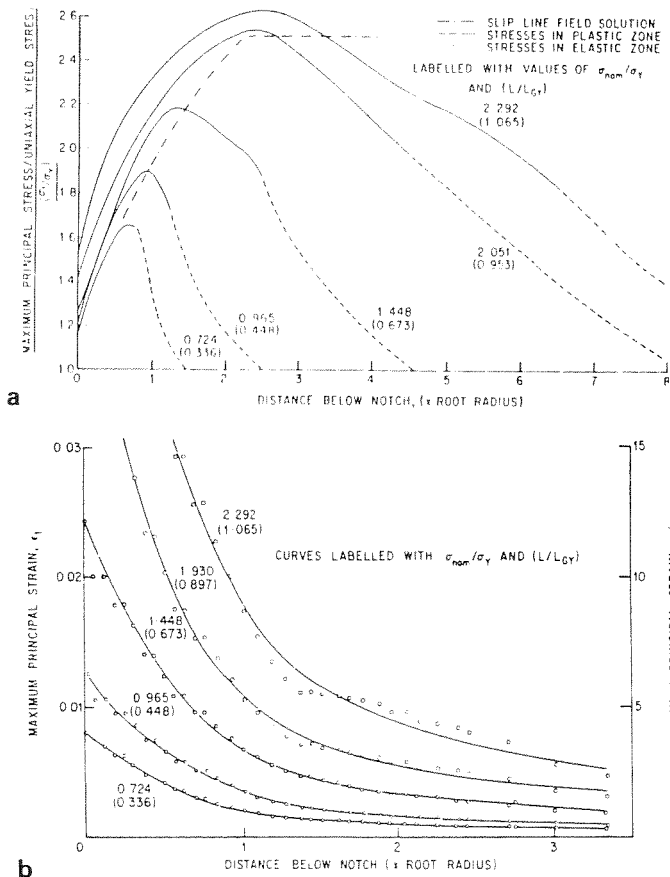 MAXIMUM PRINCIPAL STRESS/UNIAXIAL YIELD STRESS
(σ₁/σ_Y)
2.6
2.4
2.2
2.0
1.8
1.6
1.4
1.2
1.0
SLIP LINE FIELD SOLUTION
STRESSES IN PLASTIC ZONE
STRESSES IN ELASTIC ZONE
LABELLED WITH VALUES OF σnom/σY
AND (L/LGY)
2.292
(1.065)
2.051
(0.953)
1.448
(0.673)
0.965
(0.448)
0.724
(0.336)
0 1 2 3 4 5 6 7 8
DISTANCE BELOW NOTCH, (x ROOT RADIUS)
a
MAXIMUM PRINCIPAL STRAIN, ε₁
0.03
0.02
0.01
0
15
10
5
0
2.292
(1.065)
CURVES LABELLED WITH σnom/σY AND (L/LGY)
1.930
(0.897)
1.448
(0.673)
0.965
(0.448)
0.724
(0.336)
0 1 2 3
DISTANCE BELOW NOTCH (x ROOT RADIUS)
b